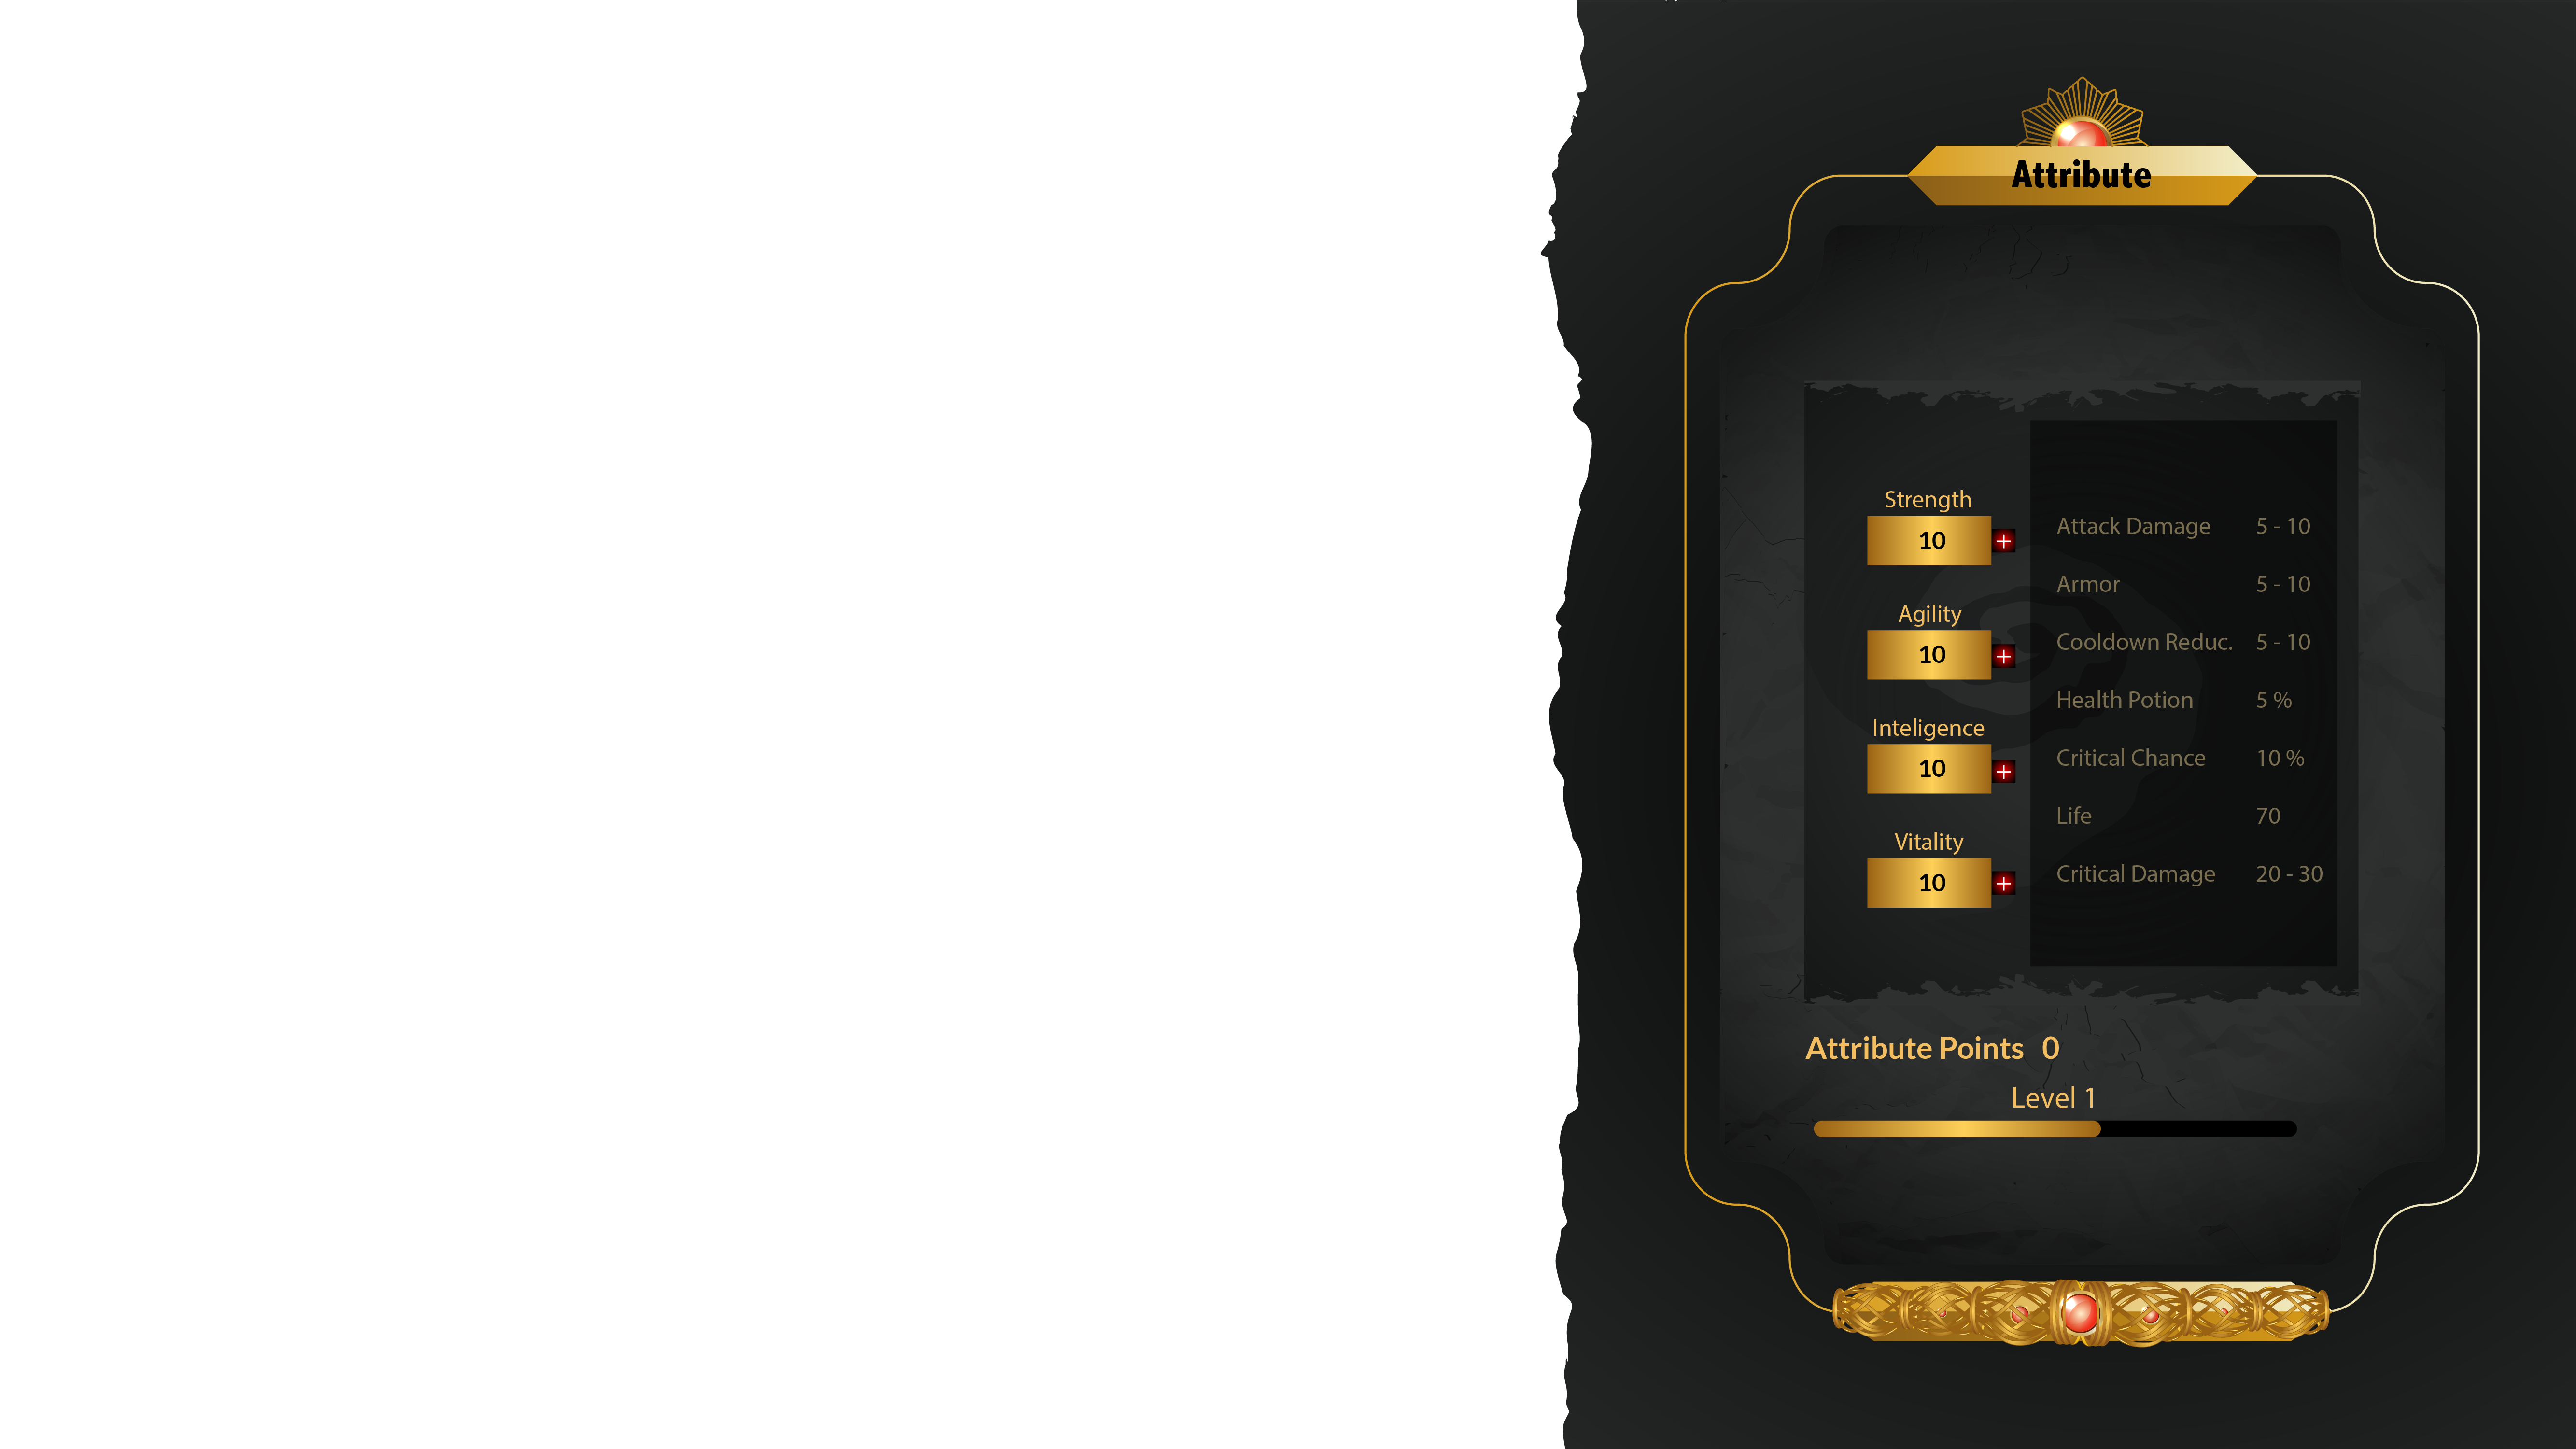 Attribute
Strength
10 +
Agility
10 +
Inteligence
10 +
Vitality
10 +
Attack Damage 5 - 10
Armor 5 - 10
Cooldown Reduc. 5 - 10
Health Potion 5 %
Critical Chance 10 %
Life 70
Critical Damage 20 - 30
Attribute Points 0
Level 1